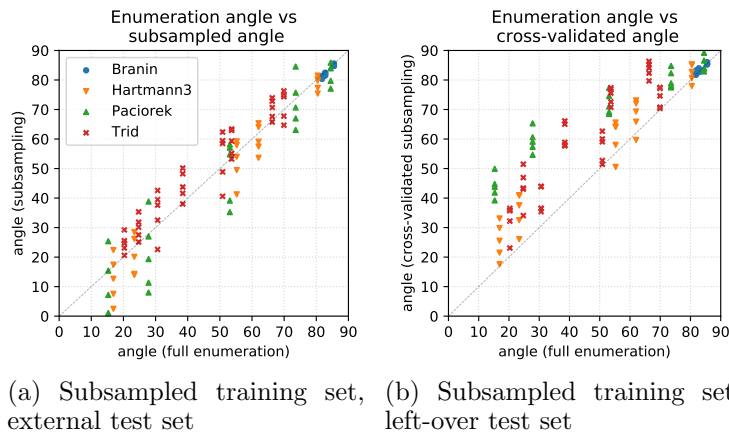 Enumeration angle vs
subsampled angle
90
80
70
60
50
40
30
20
10
0
angle (subsampling)
Branin
Hartmann3
Paciorek
Trid
0 10 20 30 40 50 60 70 80 90
angle (full enumeration)
Enumeration angle vs
cross-validated angle
90
80
70
60
50
40
30
20
10
0
angle (cross-validated subsampling)
0 10 20 30 40 50 60 70 80 90
angle (full enumeration)
(a) Subsampled training set,
external test set
(b) Subsampled training set
left-over test set